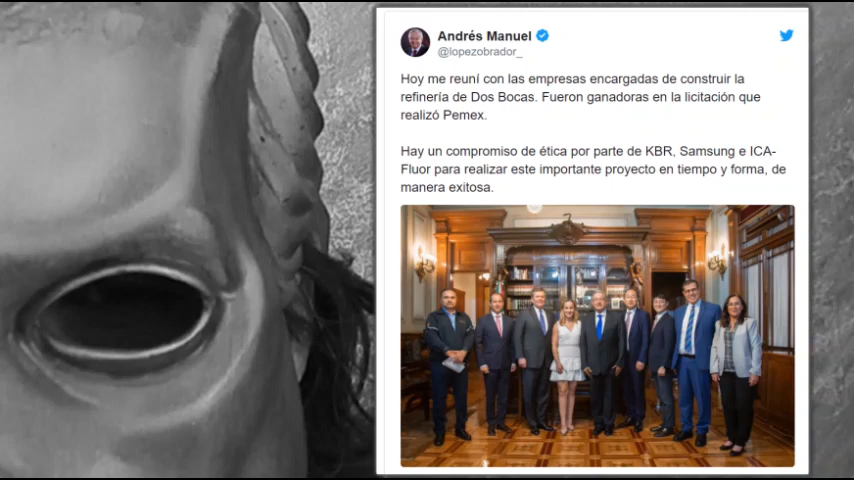 Andrés Manuel
@lopezobrador_
Hoy me reuní con las empresas encargadas de construir la
refinería de Dos Bocas. Fueron ganadoras en la licitación que
realizó Pemex.
Hay un compromiso de ética por parte de KBR, Samsung e ICA-
Fluor para realizar este importante proyecto en tiempo y forma, de
manera exitosa.